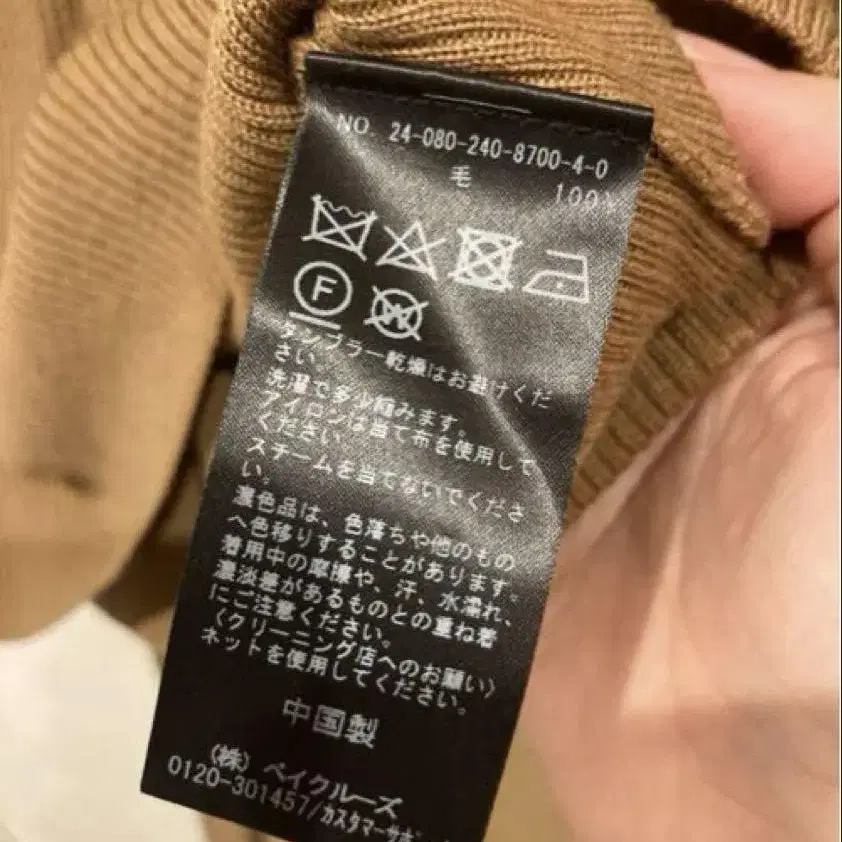 NO. 24-080-240-8700-4-0
毛 100%
F
W
タンブラー乾燥はお避けくだ
さい。
洗濯で多少縮みます。
アイロンは当て布を使用して
ください。
スチームを当てないでくださ
い。
濃色品は、色落ちや他のもの
へ色移りすることがあります。
着用中の摩擦や、汗、水濡れ、
濃淡差があるものとの重ね着
にご注意ください。
〈クリーニング店へのお願い〉
ネットを使用してください。
中国製
(株) ベイクルーズ
0120-301457/カスタマーサポ